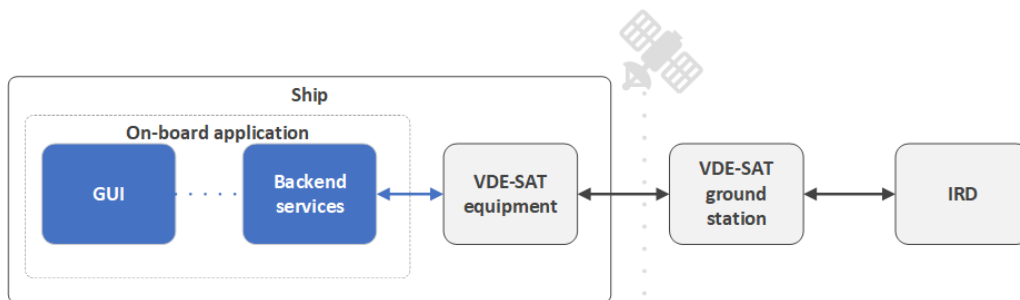 Ship
On-board application
GUI
Backend
services
VDE-SAT
equipment
VDE-SAT
ground
station
IRD